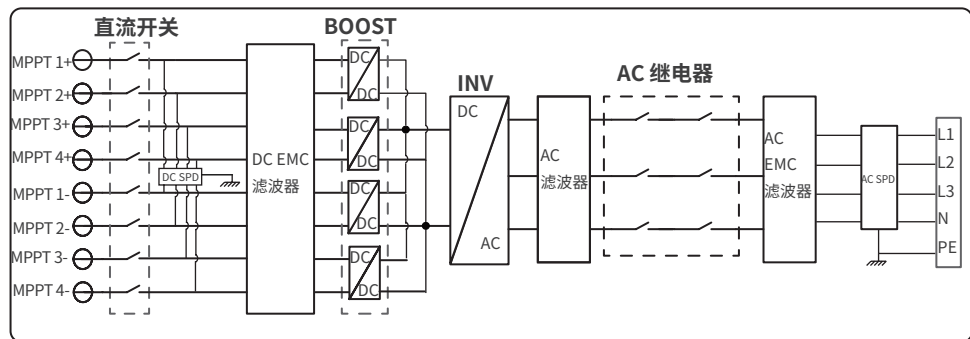 直流开关
BOOST
INV
AC 继电器
MPPT 1+
MPPT 2+
MPPT 3+
MPPT 4+
MPPT 1-
MPPT 2-
MPPT 3-
MPPT 4-
DC SPD
DC EMC
滤波器
DC
DC
DC
DC
DC
DC
DC
DC
DC
AC
AC
滤波器
AC
EMC
滤波器
AC SPD
L1
L2
L3
N
PE